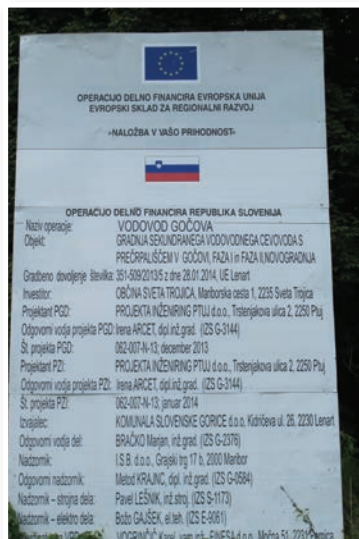 OPERACIJO DELNO FINANCIRA EVROPSKA UNIJA
EVROPSKI SKLAD ZA REGIONALNI RAZVOJ
»NALOŽBA V VAŠO PRIHODNOST«
OPERACIJO DELNO FINANCIRA REPUBLIKA SLOVENIJA
Naziv operacije: VODOVOD GOČOVA
Objekt: GRADNJA SEKUNDRANEGA VODOVODNEGA CEVOVODA S
PREČRPALIŠČEM V GOČOVI, FAZA I in FAZA II, NOVOGRADNJA
Gradbeno dovoljenje številka: 351-509/2013/5 z dne 28.01.2014, UE Lenart
Investitor: OBČINA SVETA TROJICA, Mariborska cesta 1, 2235 Sveta Trojica
Projektant PGD: PROJEKTA INŽENIRING PTUJ d.o.o., Trstenjakova ulica 2, 2250 Ptuj
Odgovorni vodja projekta PGD: Irena ARCET, dipl.inž.grad. (IZS G-3144)
Št. projekta PGD: 062-007-N-13; december 2013
Projektant PZI: PROJEKTA INŽENIRING PTUJ d.o.o., Trstenjakova ulica 2, 2250 Ptuj
Odgovorni vodja projekta PZI: Irena ARCET, dipl.inž.grad. (IZS G-3144)
Št. projekta PZI: 062-007-N-13; januar 2014
Izvajalec: KOMUNALA SLOVENSKE GORICE d.o.o. Kidričeva ul. 26, 2230 Lenart
Odgovorni vodja del: BRAČKO Marjan, inž.grad. (IZS G-2376)
Nadzornik: I.S.B. d.o.o., Grajski trg 17 b, 2000 Maribor
Odgovorni nadzornik: Metod KRAJNC, dipl. inž. grad. (IZS G-0584)
Nadzornik – strojna dela: Pavel LEŠNIK, inž.stroj. (IZS S-1173)
Nadzornik – elektro dela: Božo GAJŠEK, el.teh. (IZS E-9061)